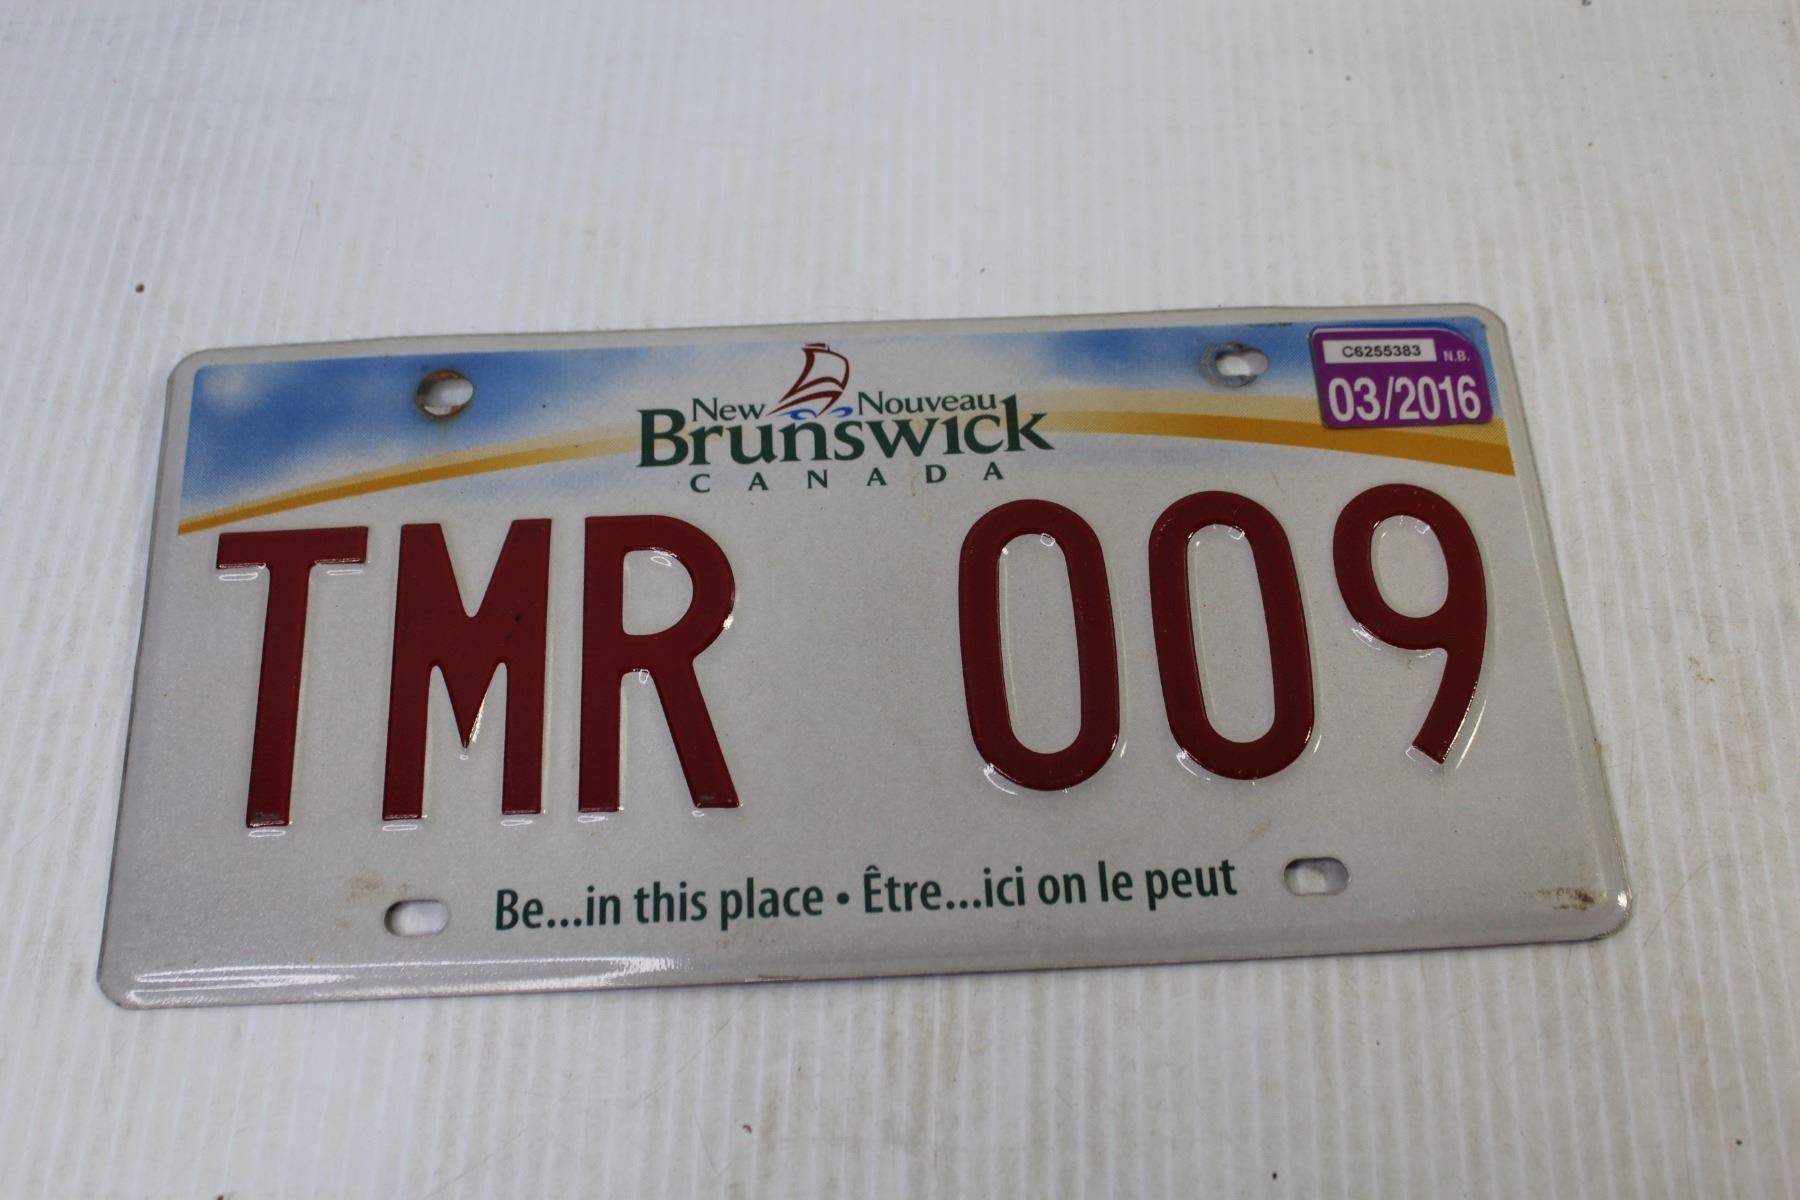 C6255383 N.B.
03/2016
New Nouveau
Brunswick
CANADA
TMR 009
Be...in this place • Être...ici on le peut